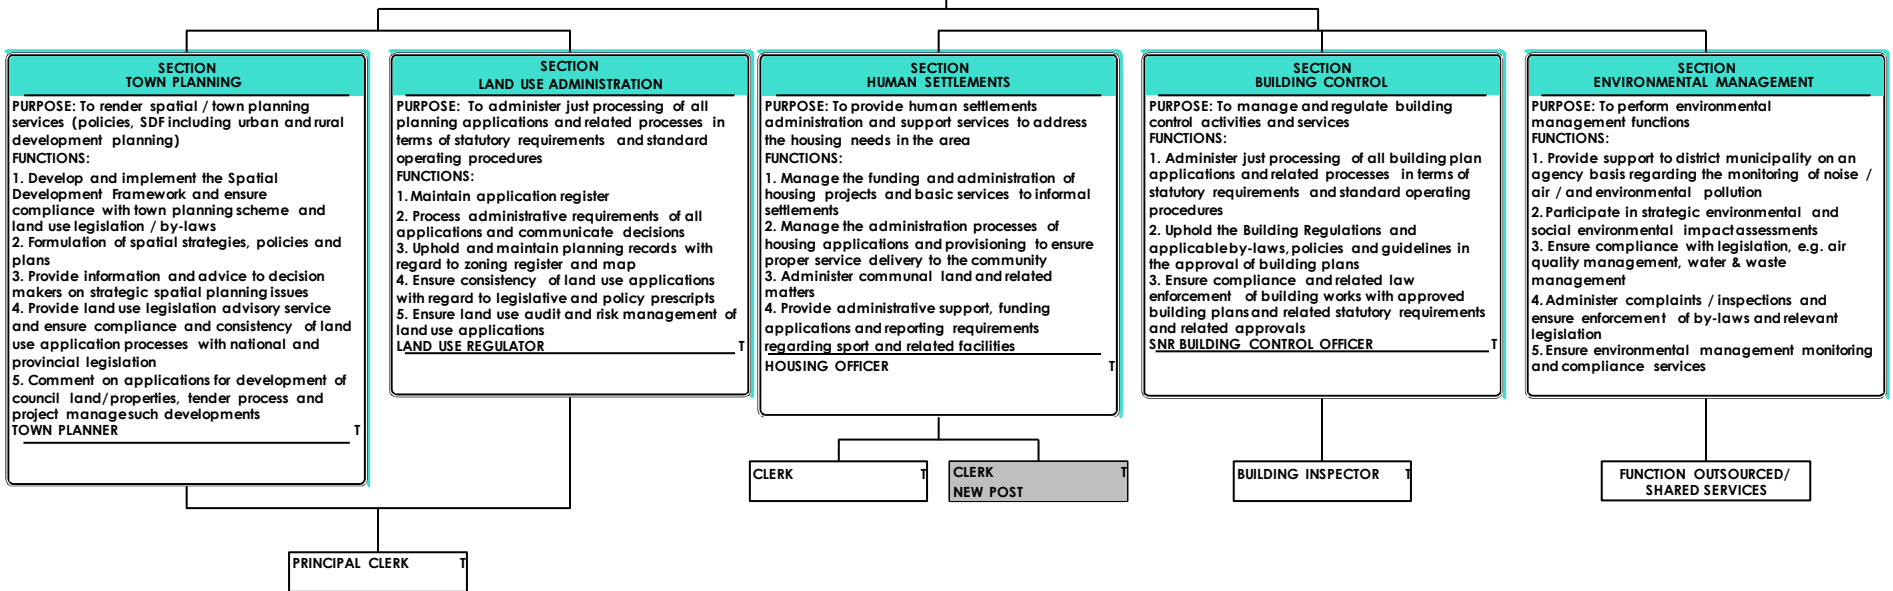 SECTION
TOWN PLANNING
PURPOSE: To render spatial / town planning
services (policies, SDF including urban and rural
development planning)
FUNCTIONS:
1. Develop and implement the Spatial
Development Framework and ensure
compliance with town planning scheme and
land use legislation / by-laws
2. Formulation of spatial strategies, policies and
plans
3. Provide information and advice to decision
makers on strategic spatial planning issues
4. Provide land use legislation advisory service
and ensure compliance and consistency of land
use application processes with national and
provincial legislation
5. Comment on applications for development of
council land/properties, tender process and
project manage such developments
TOWN PLANNER T
SECTION
LAND USE ADMINISTRATION
PURPOSE: To administer just processing of all
planning applications and related processes in
terms of statutory requirements and standard
operating procedures
FUNCTIONS:
1. Maintain application register
2. Process administrative requirements of all
applications and communicate decisions
3. Uphold and maintain planning records with
regard to zoning register and map
4. Ensure consistency of land use applications
with regard to legislative and policy prescripts
5. Ensure land use audit and risk management of
land use applications
LAND USE REGULATOR T
SECTION
HUMAN SETTLEMENTS
PURPOSE: To provide human settlements
administration and support services to address
the housing needs in the area
FUNCTIONS:
1. Manage the funding and administration of
housing projects and basic services to informal
settlements
2. Manage the administration processes of
housing applications and provisioning to ensure
proper service delivery to the community
3. Administer communal land and related
matters
4. Provide administrative support, funding
applications and reporting requirements
regarding sport and related facilities
HOUSING OFFICER T
SECTION
BUILDING CONTROL
PURPOSE: To manage and regulate building
control activities and services
FUNCTIONS:
1. Administer just processing of all building plan
applications and related processes in terms of
statutory requirements and standard operating
procedures
2. Uphold the Building Regulations and
applicable by-laws, policies and guidelines in
the approval of building plans
3. Ensure compliance and related law
enforcement of building works with approved
building plans and related statutory requirements
and related approvals
SNR BUILDING CONTROL OFFICER T
SECTION
ENVIRONMENTAL MANAGEMENT
PURPOSE: To perform environmental
management functions
FUNCTIONS:
1. Provide support to district municipality on an
agency basis regarding the monitoring of noise /
air / and environmental pollution
2. Participate in strategic environmental and
social environmental impact assessments
3. Ensure compliance with legislation, e.g. air
quality management, water & waste
management
4. Administer complaints / inspections and
ensure enforcement of by-laws and relevant
legislation
5. Ensure environmental management monitoring
and compliance services
CLERK T
CLERK T
NEW POST
BUILDING INSPECTOR T
FUNCTION OUTSOURCED/
SHARED SERVICES
PRINCIPAL CLERK T